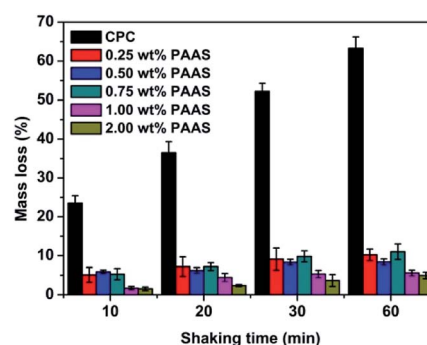 70
60
50
40
30
20
10
0
Mass loss (%)
CPC
0.25 wt% PAAS
0.50 wt% PAAS
0.75 wt% PAAS
1.00 wt% PAAS
2.00 wt% PAAS
10 20 30 60
Shaking time (min)